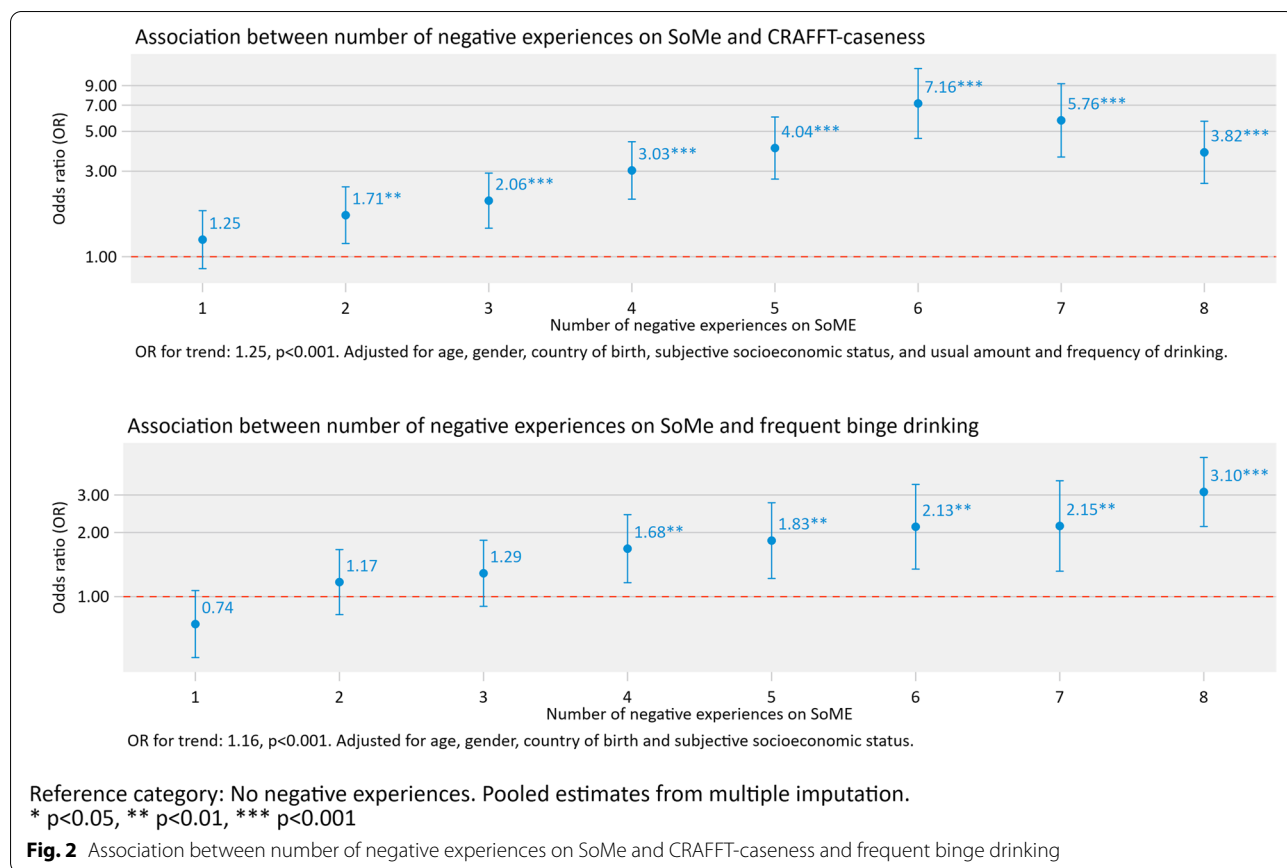 Association between number of negative experiences on SoMe and CRAFFT-caseness
Odds ratio (OR)
9.00
7.00
5.00
3.00
1.00
1.25
1.71**
2.06***
3.03***
4.04***
7.16***
5.76***
3.82***
1 2 3 4 5 6 7 8
Number of negative experiences on SoME
OR for trend: 1.25, p<0.001. Adjusted for age, gender, country of birth, subjective socioeconomic status, and usual amount and frequency of drinking.
Association between number of negative experiences on SoMe and frequent binge drinking
Odds ratio (OR)
3.00
2.00
1.00
0.74
1.17
1.29
1.68**
1.83**
2.13**
2.15**
3.10***
1 2 3 4 5 6 7 8
Number of negative experiences on SoME
OR for trend: 1.16, p<0.001. Adjusted for age, gender, country of birth and subjective socioeconomic status.
Reference category: No negative experiences. Pooled estimates from multiple imputation.
* p<0.05, ** p<0.01, *** p<0.001
Fig. 2 Association between number of negative experiences on SoMe and CRAFFT-caseness and frequent binge drinking